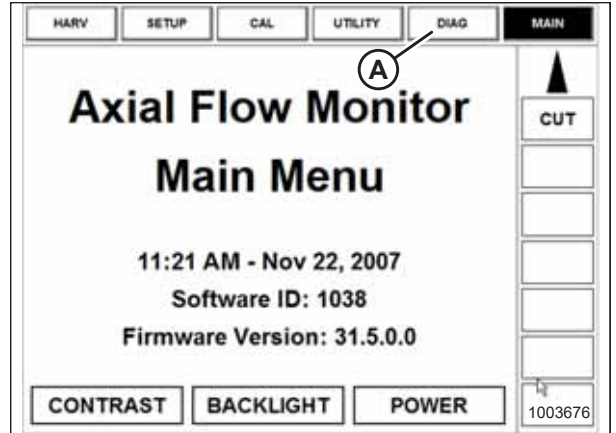 HARV SETUP CAL UTILITY DIAG MAIN
A
Axial Flow Monitor
Main Menu
CUT
11:21 AM - Nov 22, 2007
Software ID: 1038
Firmware Version: 31.5.0.0
CONTRAST BACKLIGHT POWER
1003676